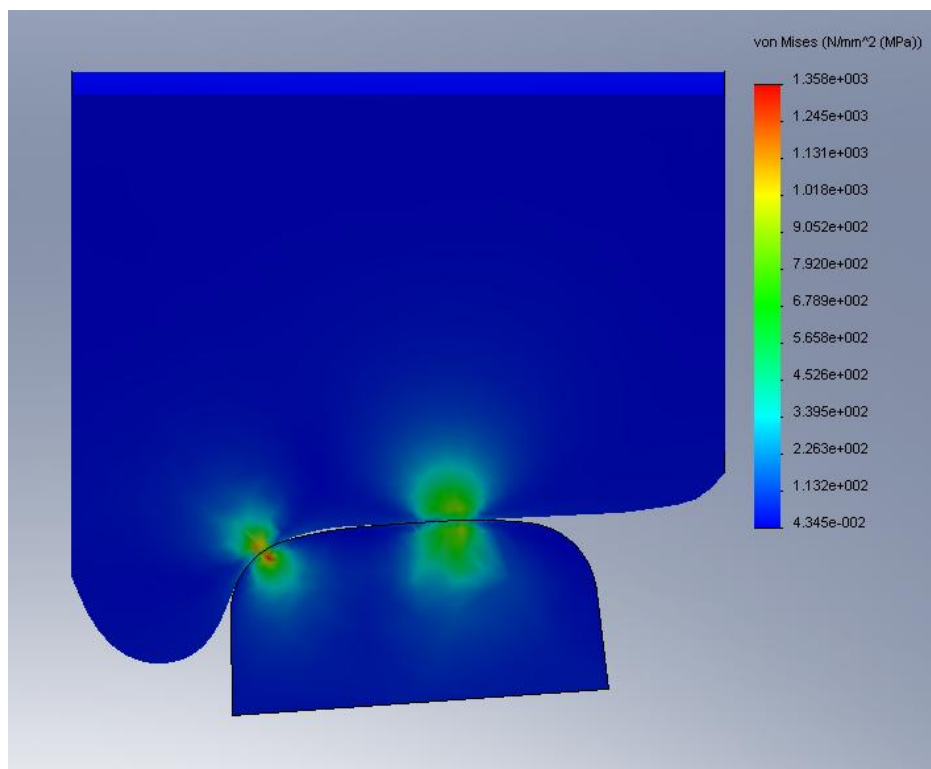 von Mises (N/mm^2 (MPa))
1.358e+003
1.245e+003
1.131e+003
1.018e+003
9.052e+002
7.920e+002
6.789e+002
5.658e+002
4.526e+002
3.395e+002
2.263e+002
1.132e+002
4.345e-002